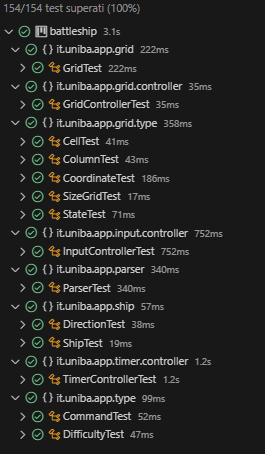 154/154 test superati (100%)
battleship 3.1s
{ } it.uniba.app.grid 222ms
GridTest 222ms
{ } it.uniba.app.grid.controller 35ms
GridControllerTest 35ms
{ } it.uniba.app.grid.type 358ms
CellTest 41ms
ColumnTest 43ms
CoordinateTest 186ms
SizeGridTest 17ms
StateTest 71ms
{ } it.uniba.app.input.controller 752ms
InputControllerTest 752ms
{ } it.uniba.app.parser 340ms
ParserTest 340ms
{ } it.uniba.app.ship 57ms
DirectionTest 38ms
ShipTest 19ms
{ } it.uniba.app.timer.controller 1.2s
TimerControllerTest 1.2s
{ } it.uniba.app.type 99ms
CommandTest 52ms
DifficultyTest 47ms